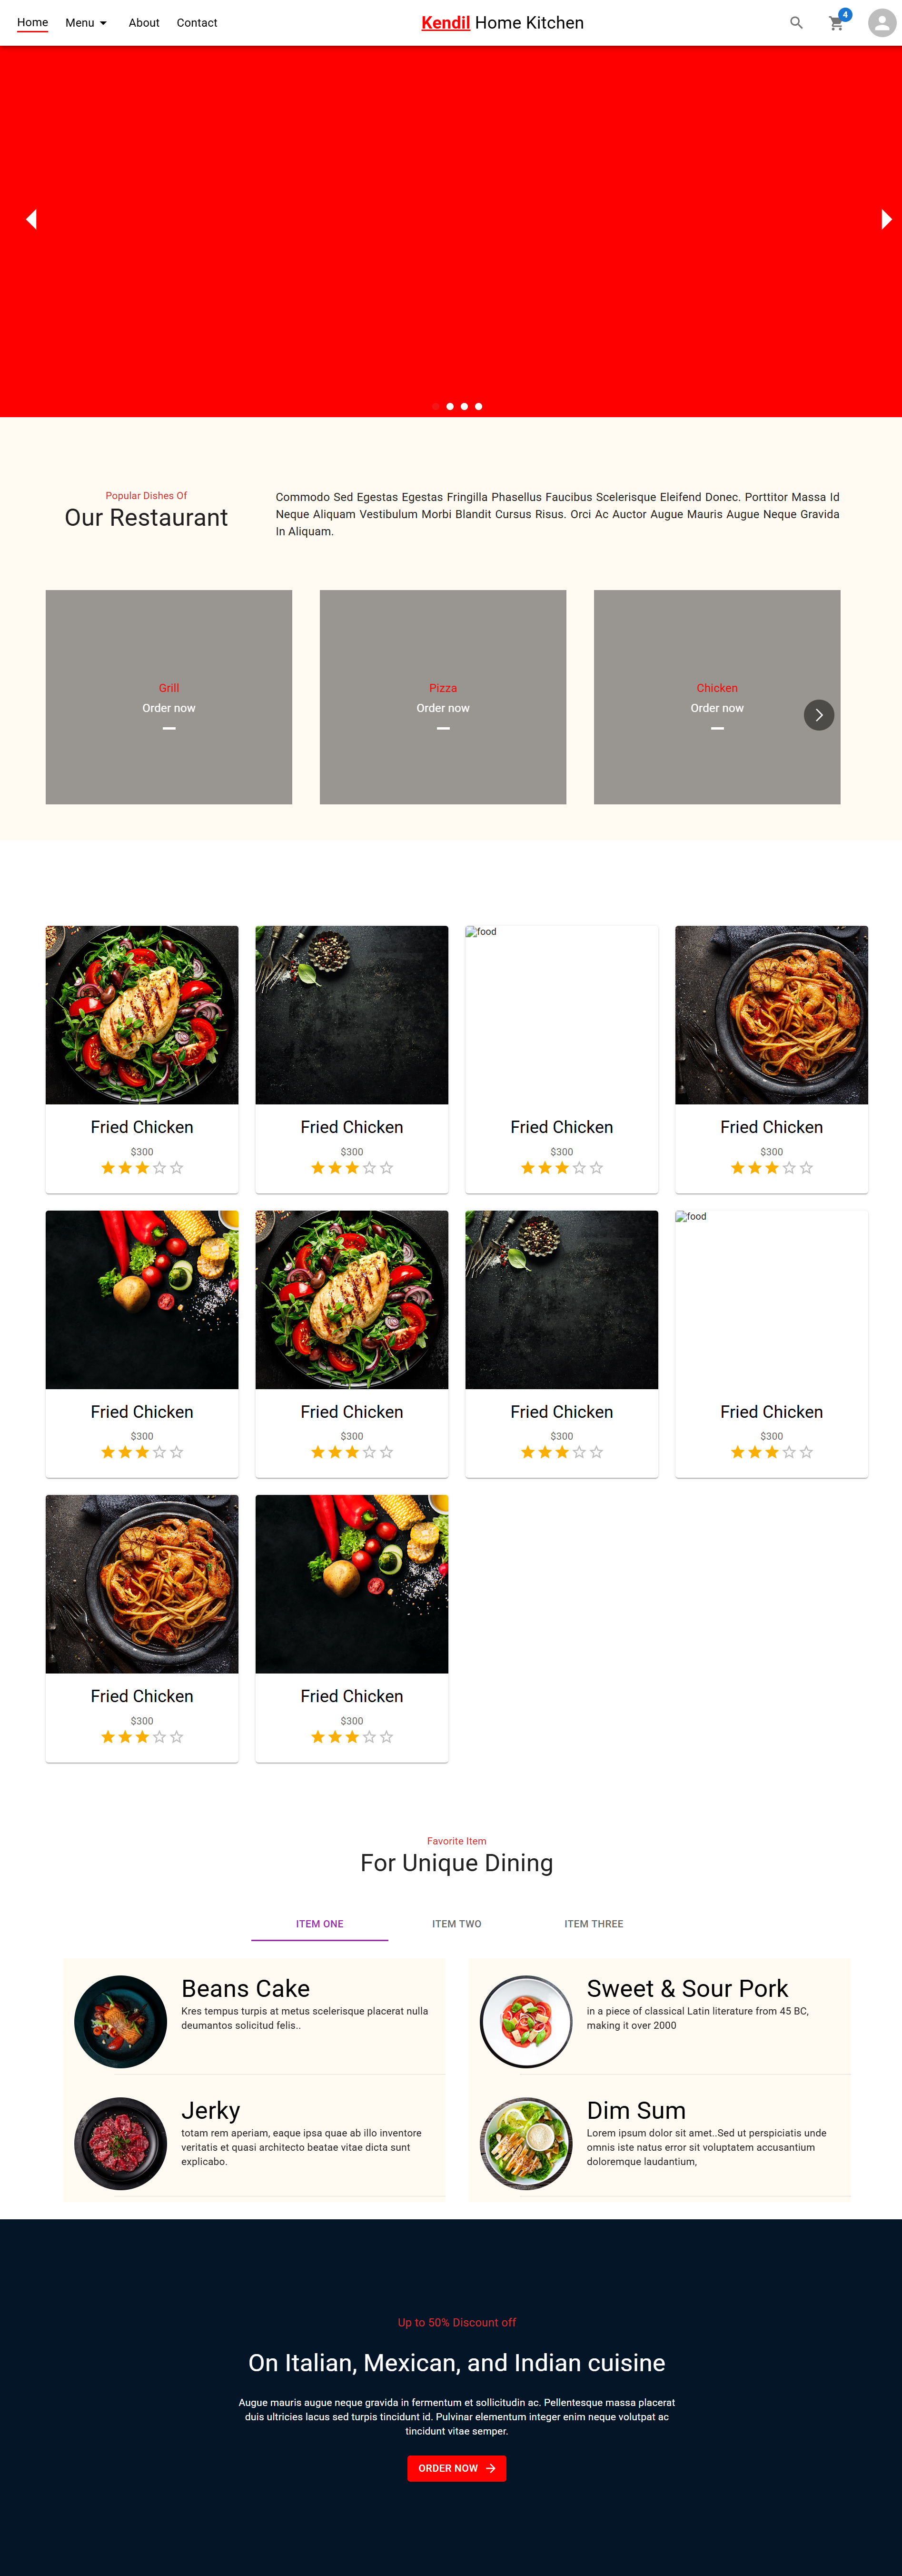 Home Menu About Contact Kendil Home Kitchen 4
Popular Dishes Of
Our Restaurant
Commodo Sed Egestas Egestas Fringilla Phasellus Faucibus Scelerisque Eleifend Donec. Porttitor Massa Id
Neque Aliquam Vestibulum Morbi Blandit Cursus Risus. Orci Ac Auctor Augue Mauris Augue Neque Gravida
In Aliquam.
Grill Pizza Chicken
Order now Order now Order now
food
Fried Chicken Fried Chicken Fried Chicken Fried Chicken
$300 $300 $300 $300
food
Fried Chicken Fried Chicken Fried Chicken Fried Chicken
$300 $300 $300 $300
Fried Chicken Fried Chicken
$300 $300
Favorite Item
For Unique Dining
ITEM ONE ITEM TWO ITEM THREE
Beans Cake
Kres tempus turpis at metus scelerisque placerat nulla
deumantos solicitud felis..
Sweet & Sour Pork
in a piece of classical Latin literature from 45 BC,
making it over 2000
Jerky
totam rem aperiam, eaque ipsa quae ab illo inventore
veritatis et quasi architecto beatae vitae dicta sunt
explicabo.
Dim Sum
Lorem ipsum dolor sit amet..Sed ut perspiciatis unde
omnis iste natus error sit voluptatem accusantium
doloremque laudantium,
Up to 50% Discount off
On Italian, Mexican, and Indian cuisine
Augue mauris augue neque gravida in fermentum et sollicitudin ac. Pellentesque massa placerat
duis ultricies lacus sed turpis tincidunt id. Pulvinar elementum integer enim neque volutpat ac
tincidunt vitae semper.
ORDER NOW